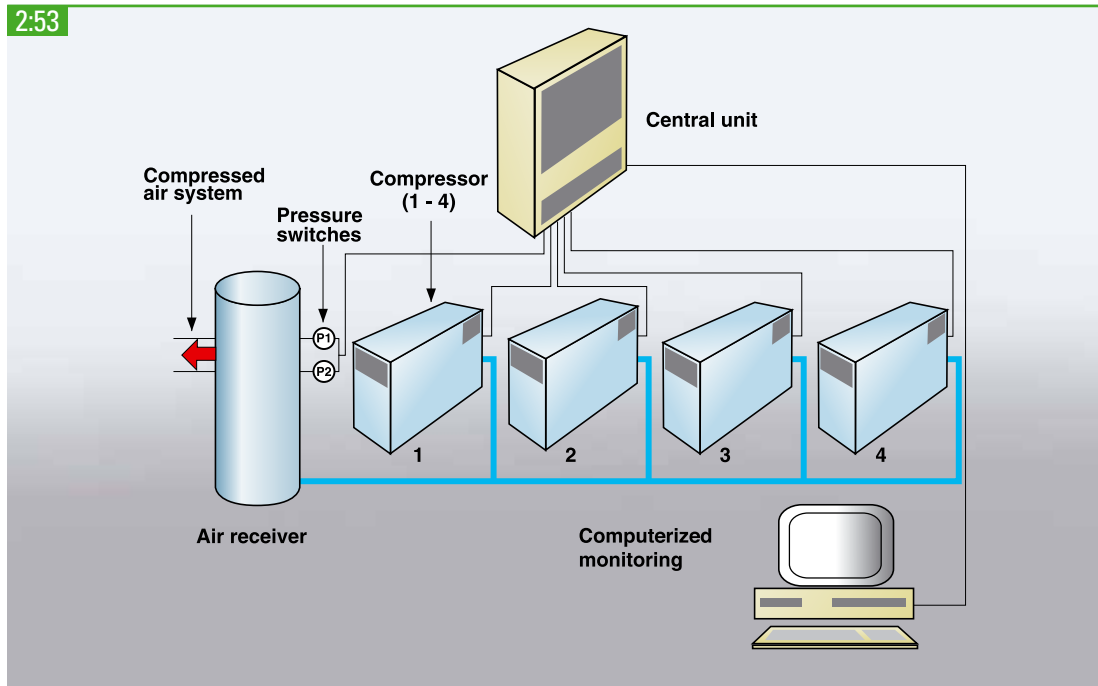 2:53
Central unit
Compressed
air system
Compressor
(1 - 4)
Pressure
switches
P1
P2
1
2
3
4
Air receiver
Computerized
monitoring